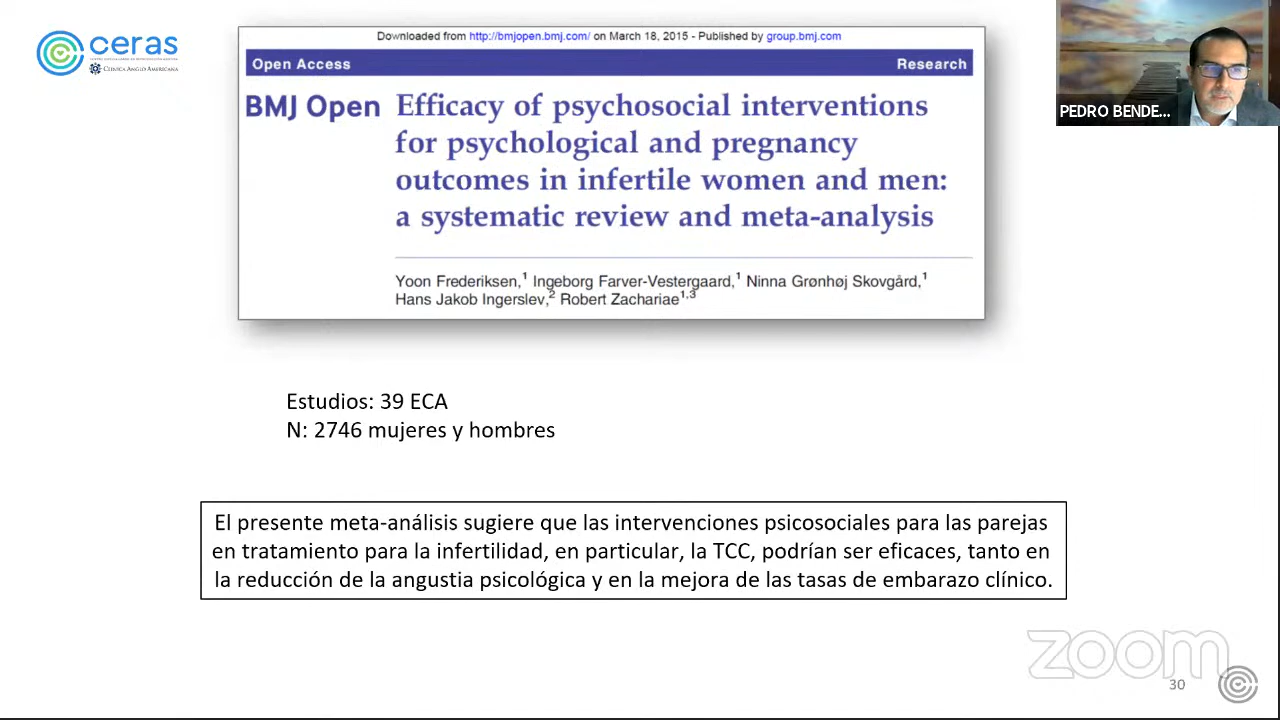 ceras
CLÍNICA ANGLO AMERICANA
Downloaded from http://bmjopen.bmj.com/ on March 18, 2015 - Published by group.bmj.com
Open Access
Research
BMJ Open
Efficacy of psychosocial interventions
for psychological and pregnancy
outcomes in infertile women and men:
a systematic review and meta-analysis
Yoon Frederiksen,¹ Ingeborg Farver-Vestergaard,¹ Ninna Grønhøj Skovgård,¹
Hans Jakob Ingerslev,² Robert Zachariae¹,³
PEDRO BENDE...
Estudios: 39 ECA
N: 2746 mujeres y hombres
El presente meta-análisis sugiere que las intervenciones psicosociales para las parejas
en tratamiento para la infertilidad, en particular, la TCC, podrían ser eficaces, tanto en
la reducción de la angustia psicológica y en la mejora de las tasas de embarazo clínico.
zoom
30